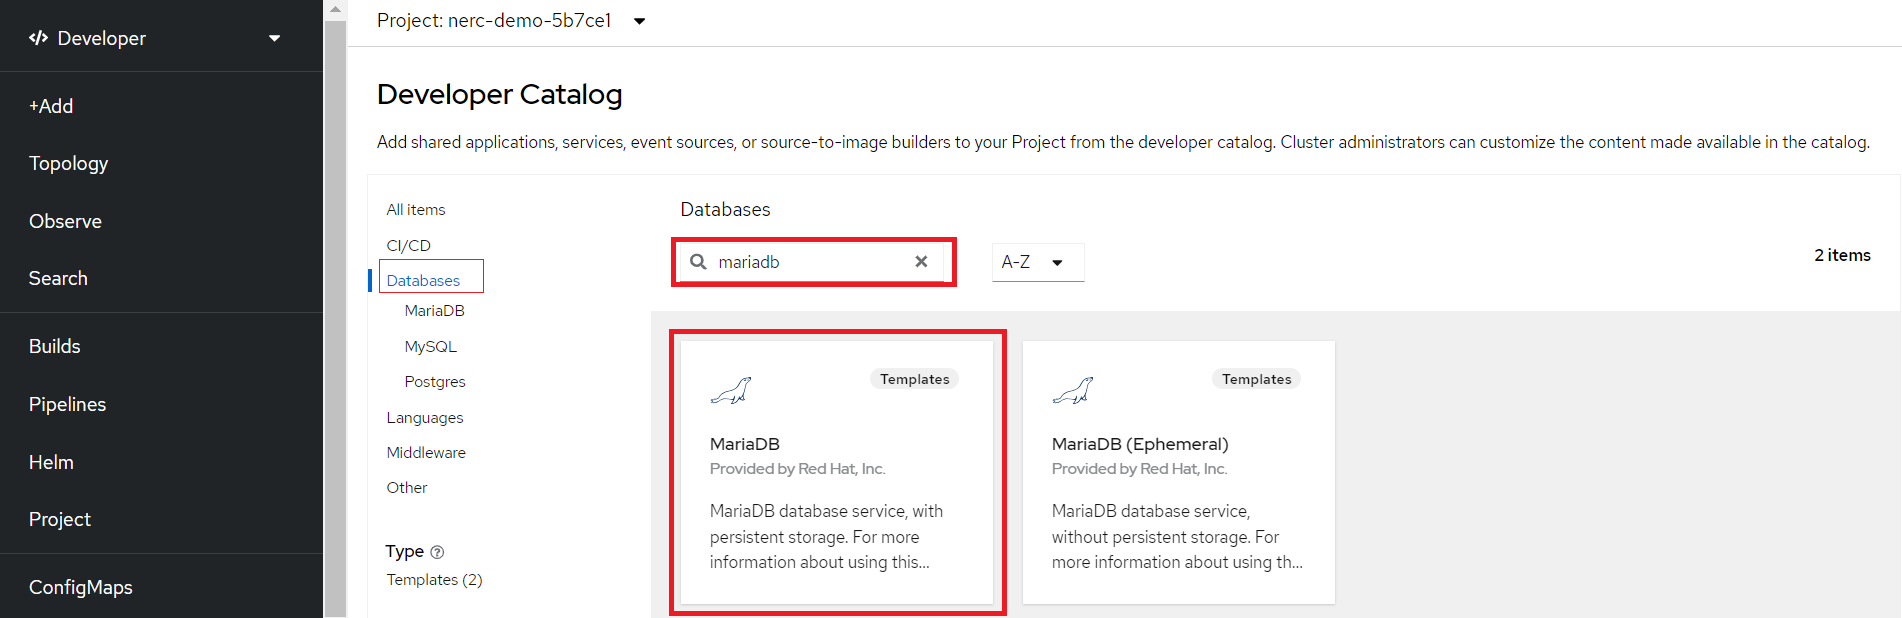 Developer
+Add
Topology
Observe
Search
Builds
Pipelines
Helm
Project
ConfigMaps
Project: nerc-demo-5b7ce1
Developer Catalog
Add shared applications, services, event sources, or source-to-image builders to your Project from the developer catalog. Cluster administrators can customize the content made available in the catalog.
All items
CI/CD
Databases
MariaDB
MySQL
Postgres
Languages
Middleware
Other
Type
Templates (2)
Databases
mariadb
A-Z
2 items
Templates
MariaDB
Provided by Red Hat, Inc.
MariaDB database service, with
persistent storage. For more
information about using this...
Templates
MariaDB (Ephemeral)
Provided by Red Hat, Inc.
MariaDB database service,
without persistent storage. For
more information about using th...